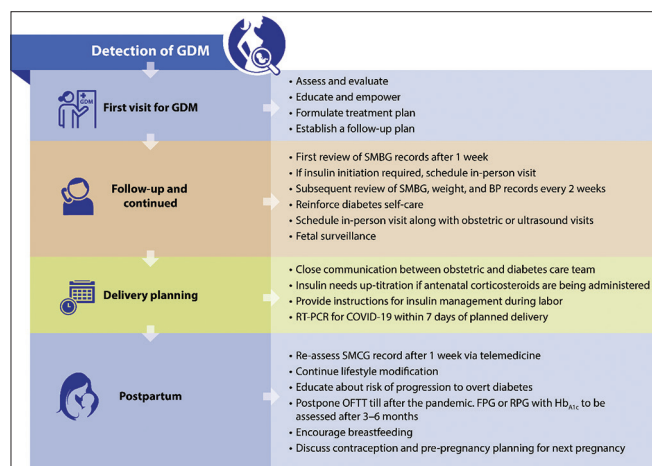 Detection of GDM
GDM
First visit for GDM
• Assess and evaluate
• Educate and empower
• Formulate treatment plan
• Establish a follow-up plan
Follow-up and
continued
• First review of SMBG records after 1 week
• If insulin initiation required, schedule in-person visit
• Subsequent review of SMBG, weight, and BP records every 2 weeks
• Reinforce diabetes self-care
• Schedule in-person visit along with obstetric or ultrasound visits
• Fetal surveillance
Delivery planning
• Close communication between obstetric and diabetes care team
• Insulin needs up-titration if antenatal corticosteroids are being administered
• Provide instructions for insulin management during labor
• RT-PCR for COVID-19 within 7 days of planned delivery
Postpartum
• Re-assess SMCG record after 1 week via telemedicine
• Continue lifestyle modification
• Educate about risk of progression to overt diabetes
• Postpone OFTT till after the pandemic. FPG or RPG with HbA1c to be
assessed after 3–6 months
• Encourage breastfeeding
• Discuss contraception and pre-pregnancy planning for next pregnancy